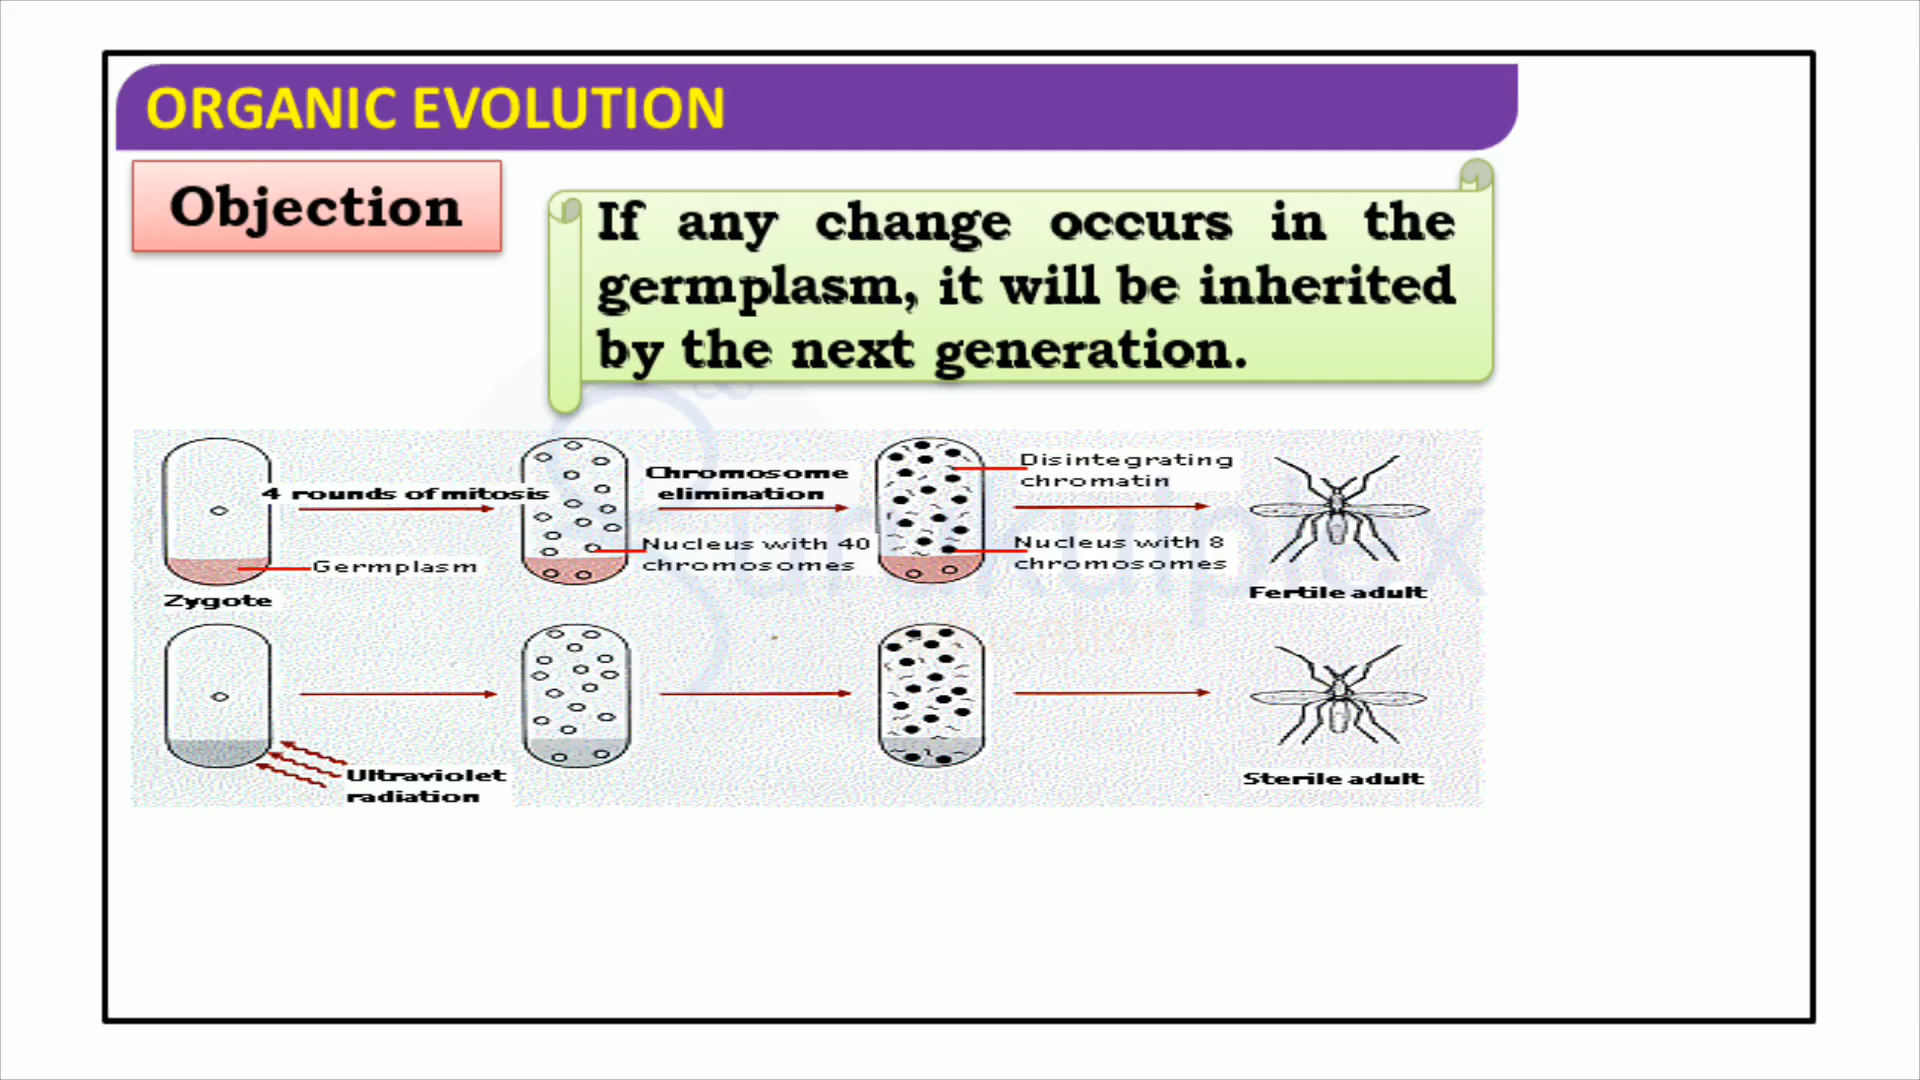 ORGANIC EVOLUTION
Objection
If any change occurs in the
germplasm, it will be inherited
by the next generation.
4 rounds of mitosis
Germplasm
Zygote
Chromosome
elimination
Nucleus with 40
chromosomes
Disintegrating
chromatin
Nucleus with 8
chromosomes
Fertile adult
Ultraviolet
radiation
Sterile adult